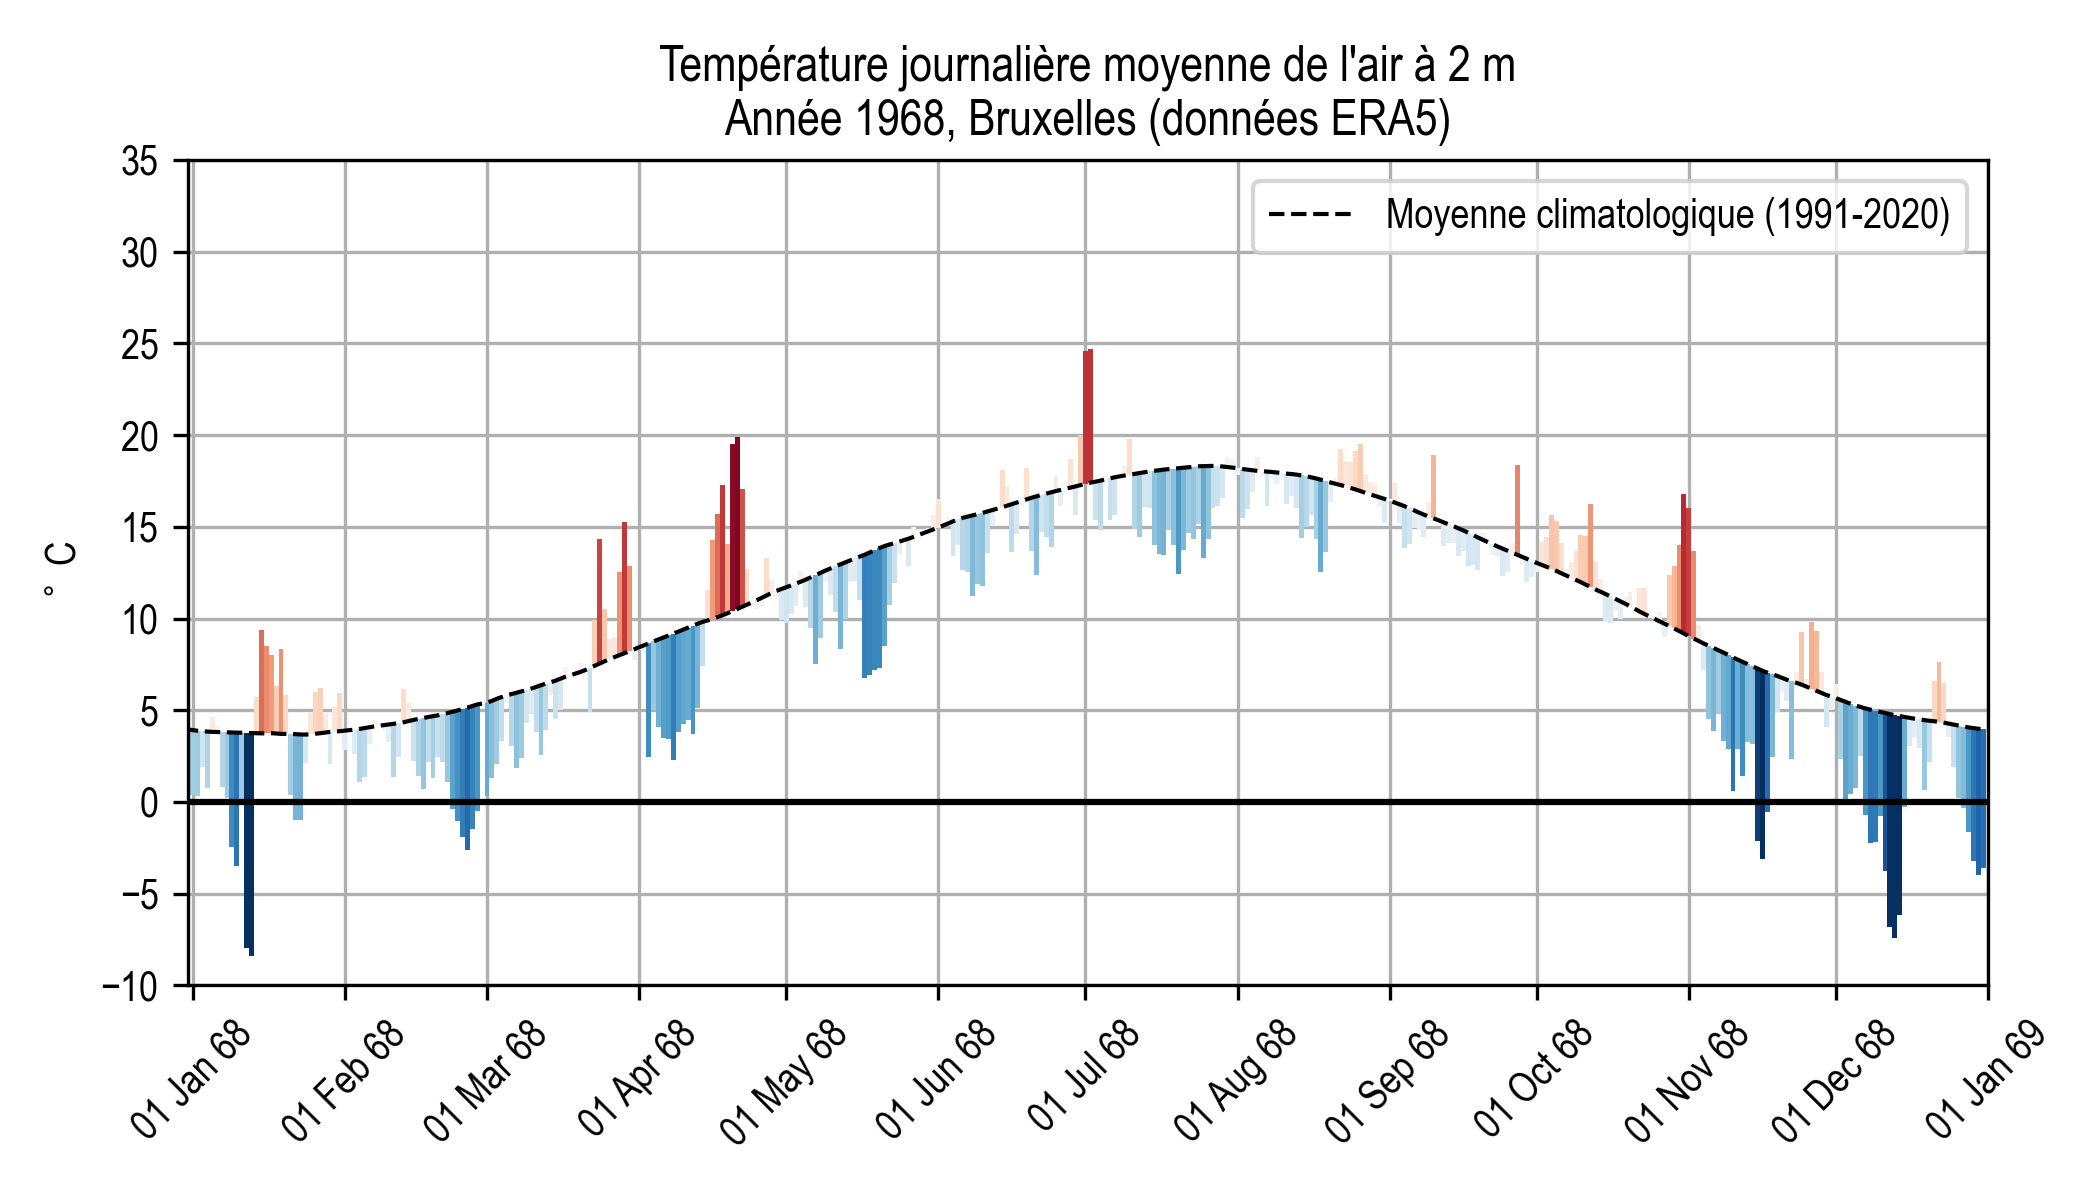 Température journalière moyenne de l'air à 2 m
Année 1968, Bruxelles (données ERA5)
35
30
25
20
15
10
5
0
−5
−10
° C
Moyenne climatologique (1991-2020)
01 Jan 68
01 Feb 68
01 Mar 68
01 Apr 68
01 May 68
01 Jun 68
01 Jul 68
01 Aug 68
01 Sep 68
01 Oct 68
01 Nov 68
01 Dec 68
01 Jan 69